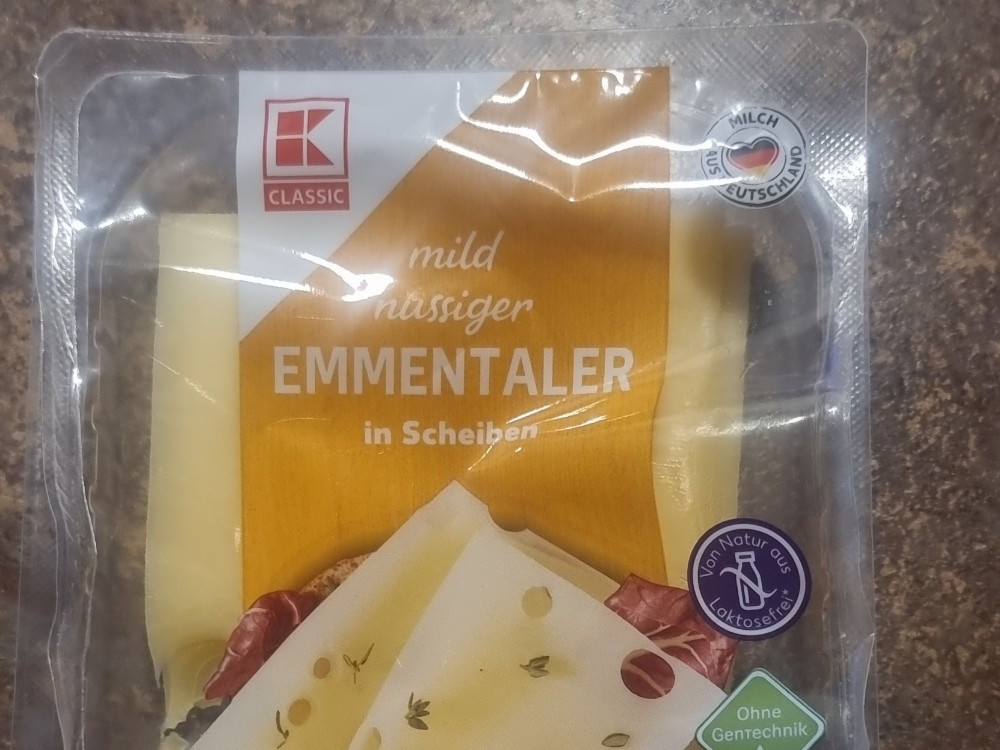 K
CLASSIC
MILCH
AUS DEUTSCHLAND
mild
nussiger
EMMENTALER
in Scheiben
Von Natur aus
Laktosefrei*
Ohne
GenTechnik